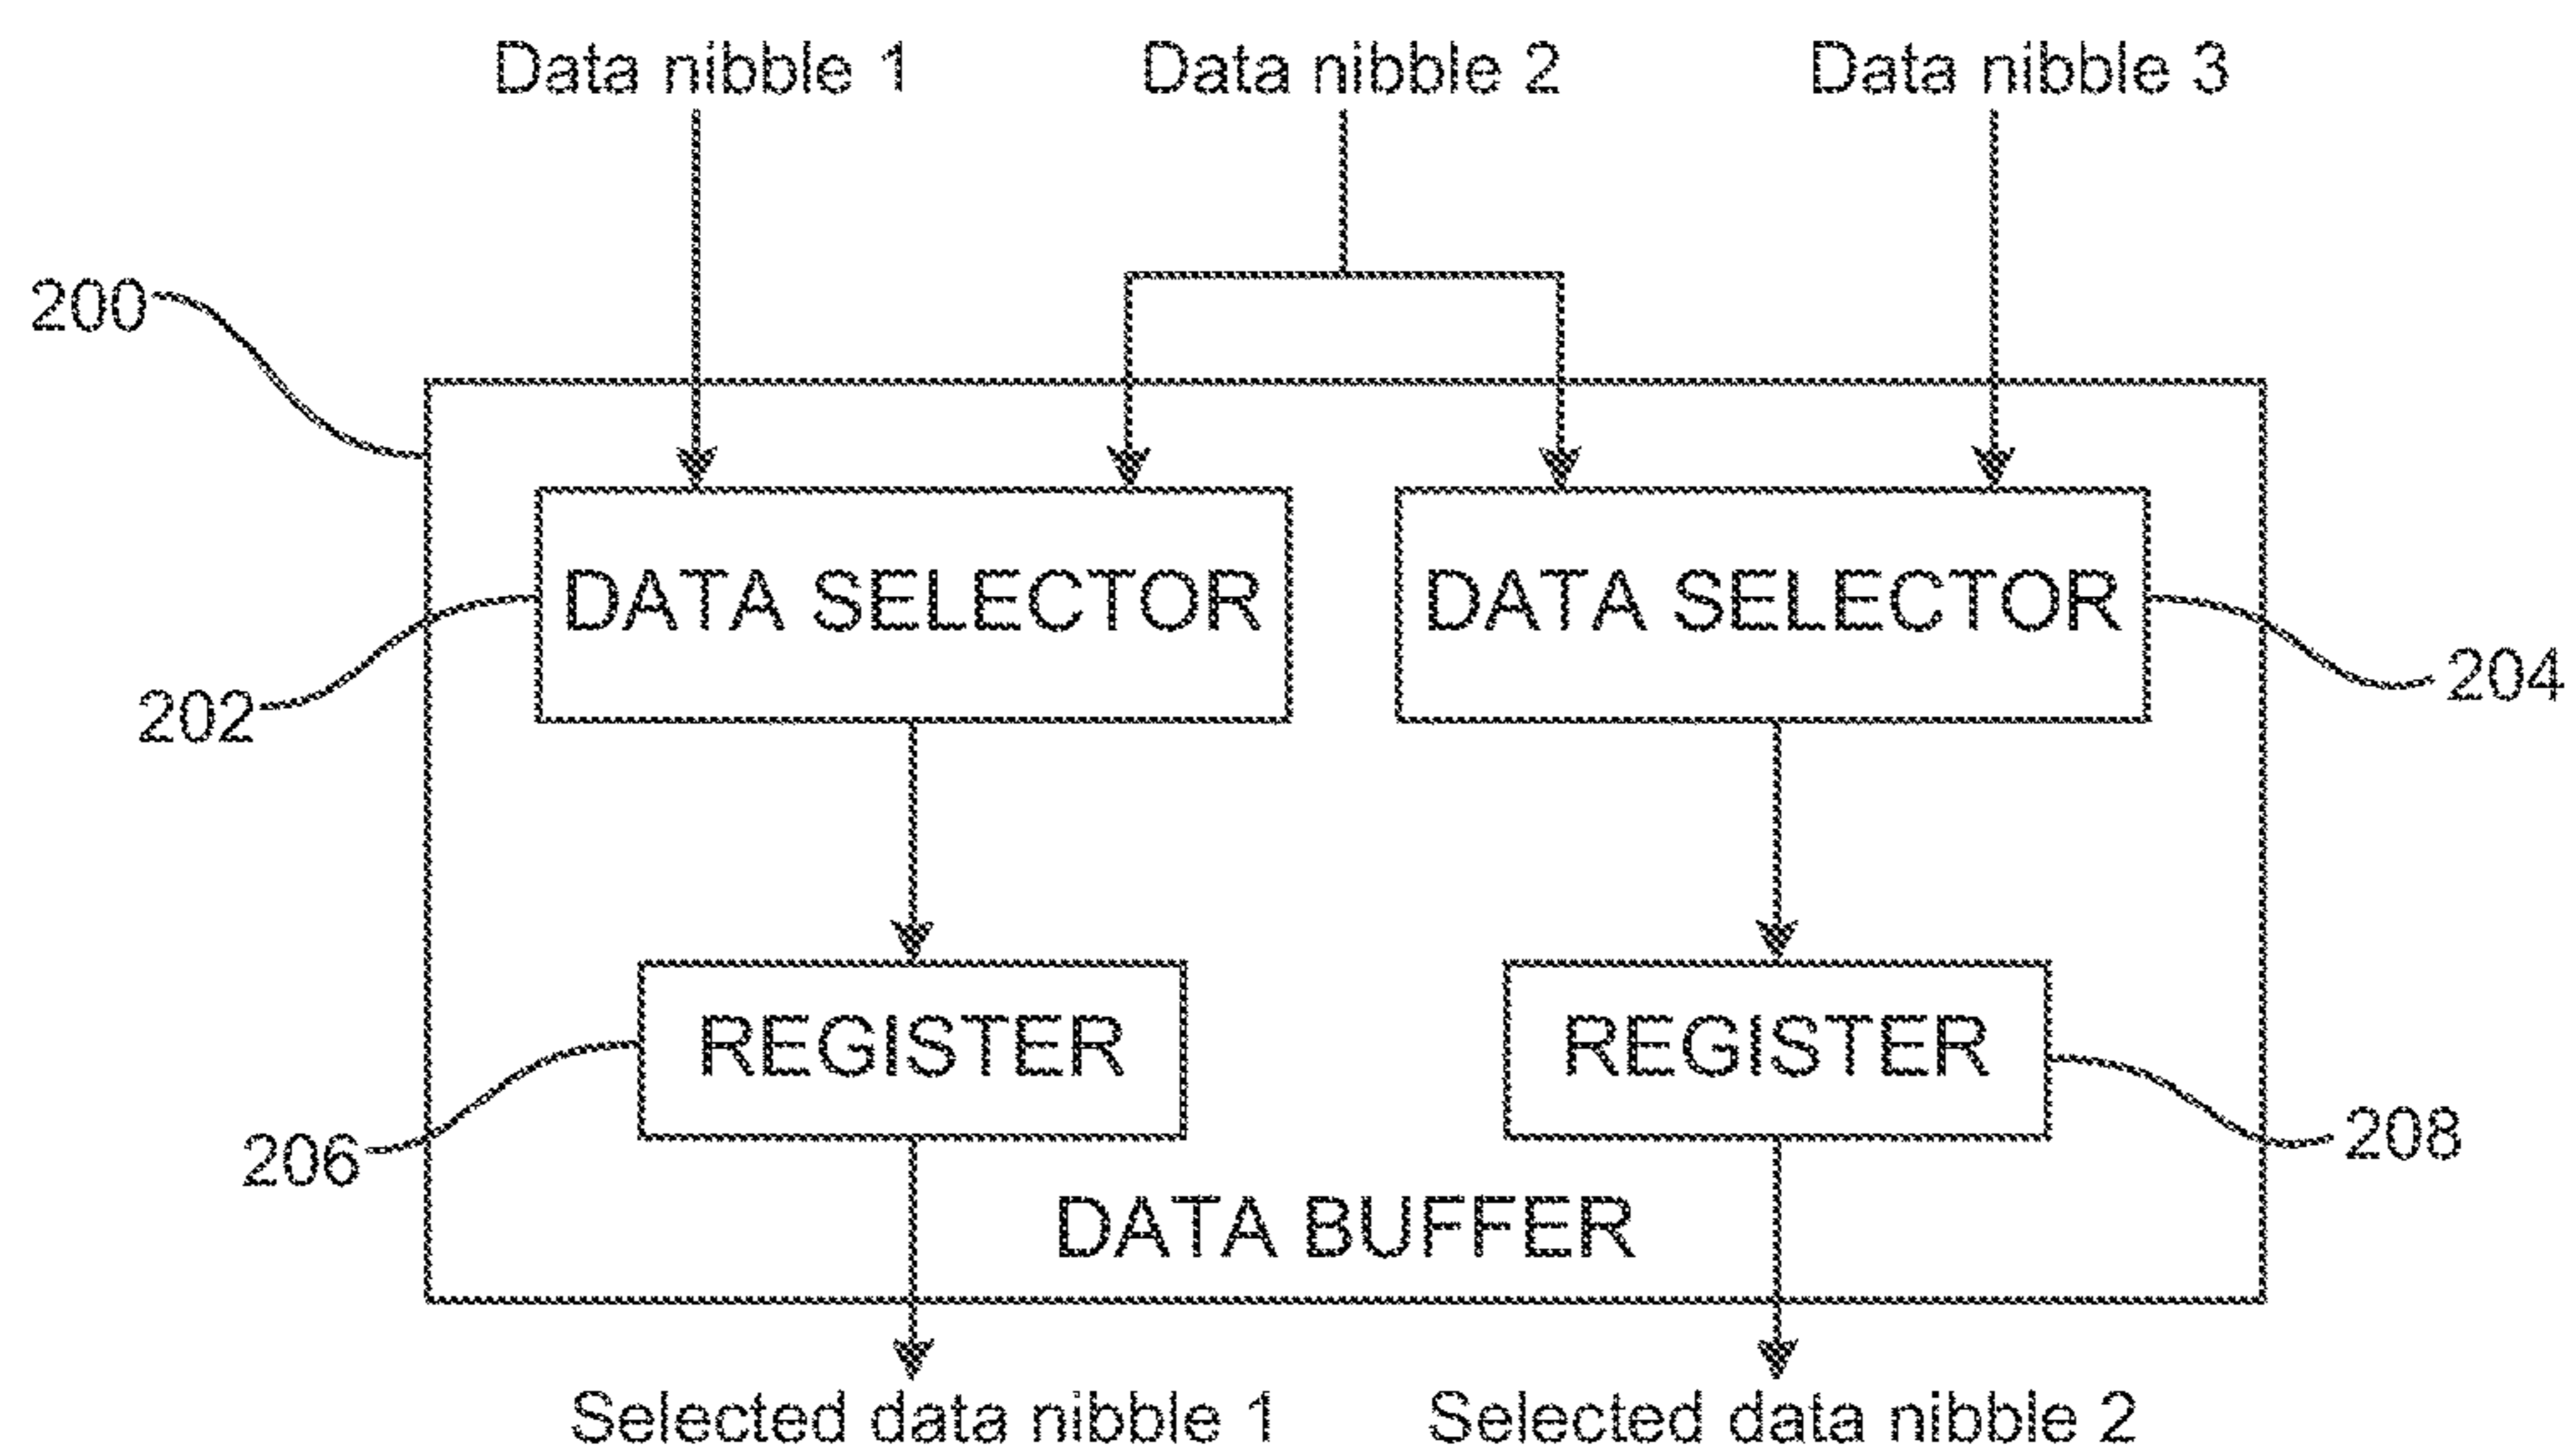 Data nibble 1 Data nibble 2 Data nibble 3
200
DATA SELECTOR DATA SELECTOR
202 204
REGISTER REGISTER
206 208
DATA BUFFER
Selected data nibble 1 Selected data nibble 2